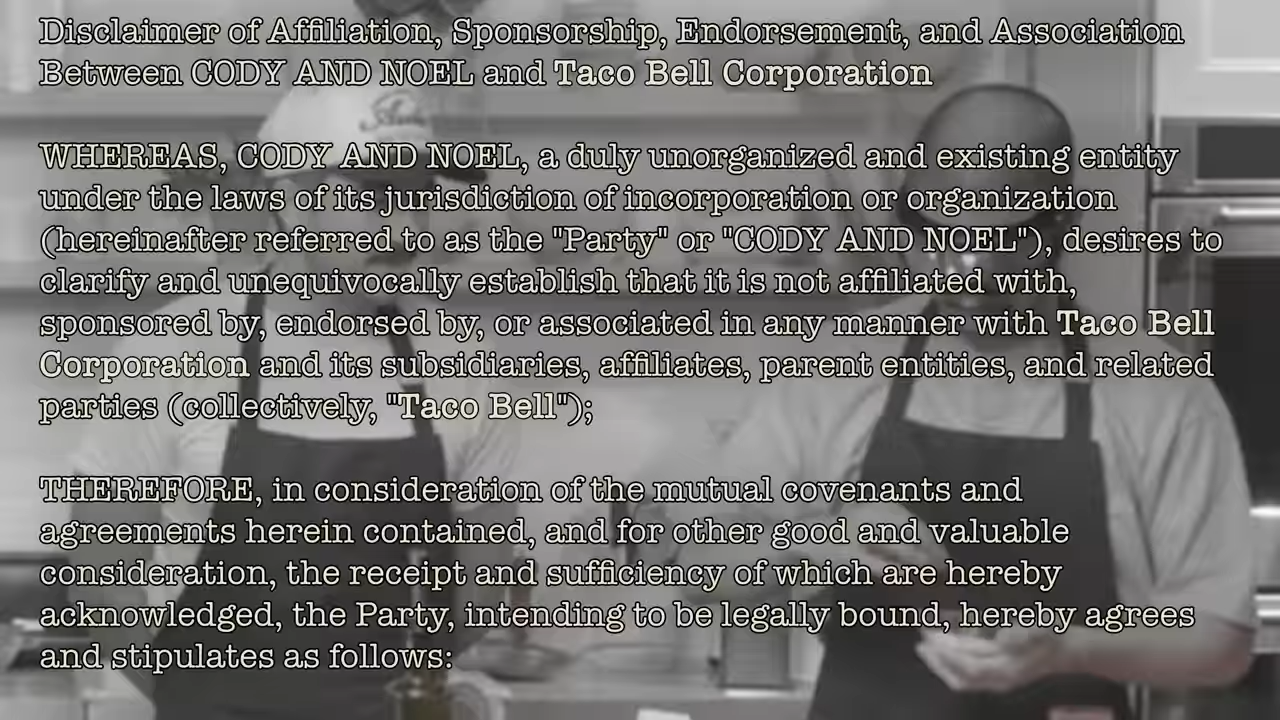 Disclaimer of Affiliation, Sponsorship, Endorsement, and Association
Between CODY AND NOEL and Taco Bell Corporation
WHEREAS, CODY AND NOEL, a duly unorganized and existing entity
under the laws of its jurisdiction of incorporation or organization
(hereinafter referred to as the "Party" or "CODY AND NOEL"), desires to
clarify and unequivocally establish that it is not affiliated with,
sponsored by, endorsed by, or associated in any manner with Taco Bell
Corporation and its subsidiaries, affiliates, parent entities, and related
parties (collectively, "Taco Bell");
THEREFORE, in consideration of the mutual covenants and
agreements herein contained, and for other good and valuable
consideration, the receipt and sufficiency of which are hereby
acknowledged, the Party, intending to be legally bound, hereby agrees
and stipulates as follows: